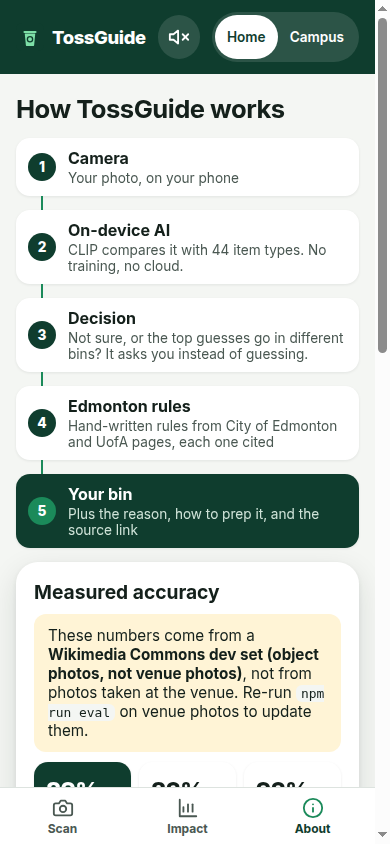 TossGuide
Home
Campus
How TossGuide works
1
Camera
Your photo, on your phone
2
On-device AI
CLIP compares it with 44 item types. No
training, no cloud.
3
Decision
Not sure, or the top guesses go in different
bins? It asks you instead of guessing.
4
Edmonton rules
Hand-written rules from City of Edmonton
and UofA pages, each one cited
5
Your bin
Plus the reason, how to prep it, and the
source link
Measured accuracy
These numbers come from a
Wikimedia Commons dev set (object
photos, not venue photos), not from
photos taken at the venue. Re-run npm
run eval on venue photos to update
them.
Scan
Impact
About